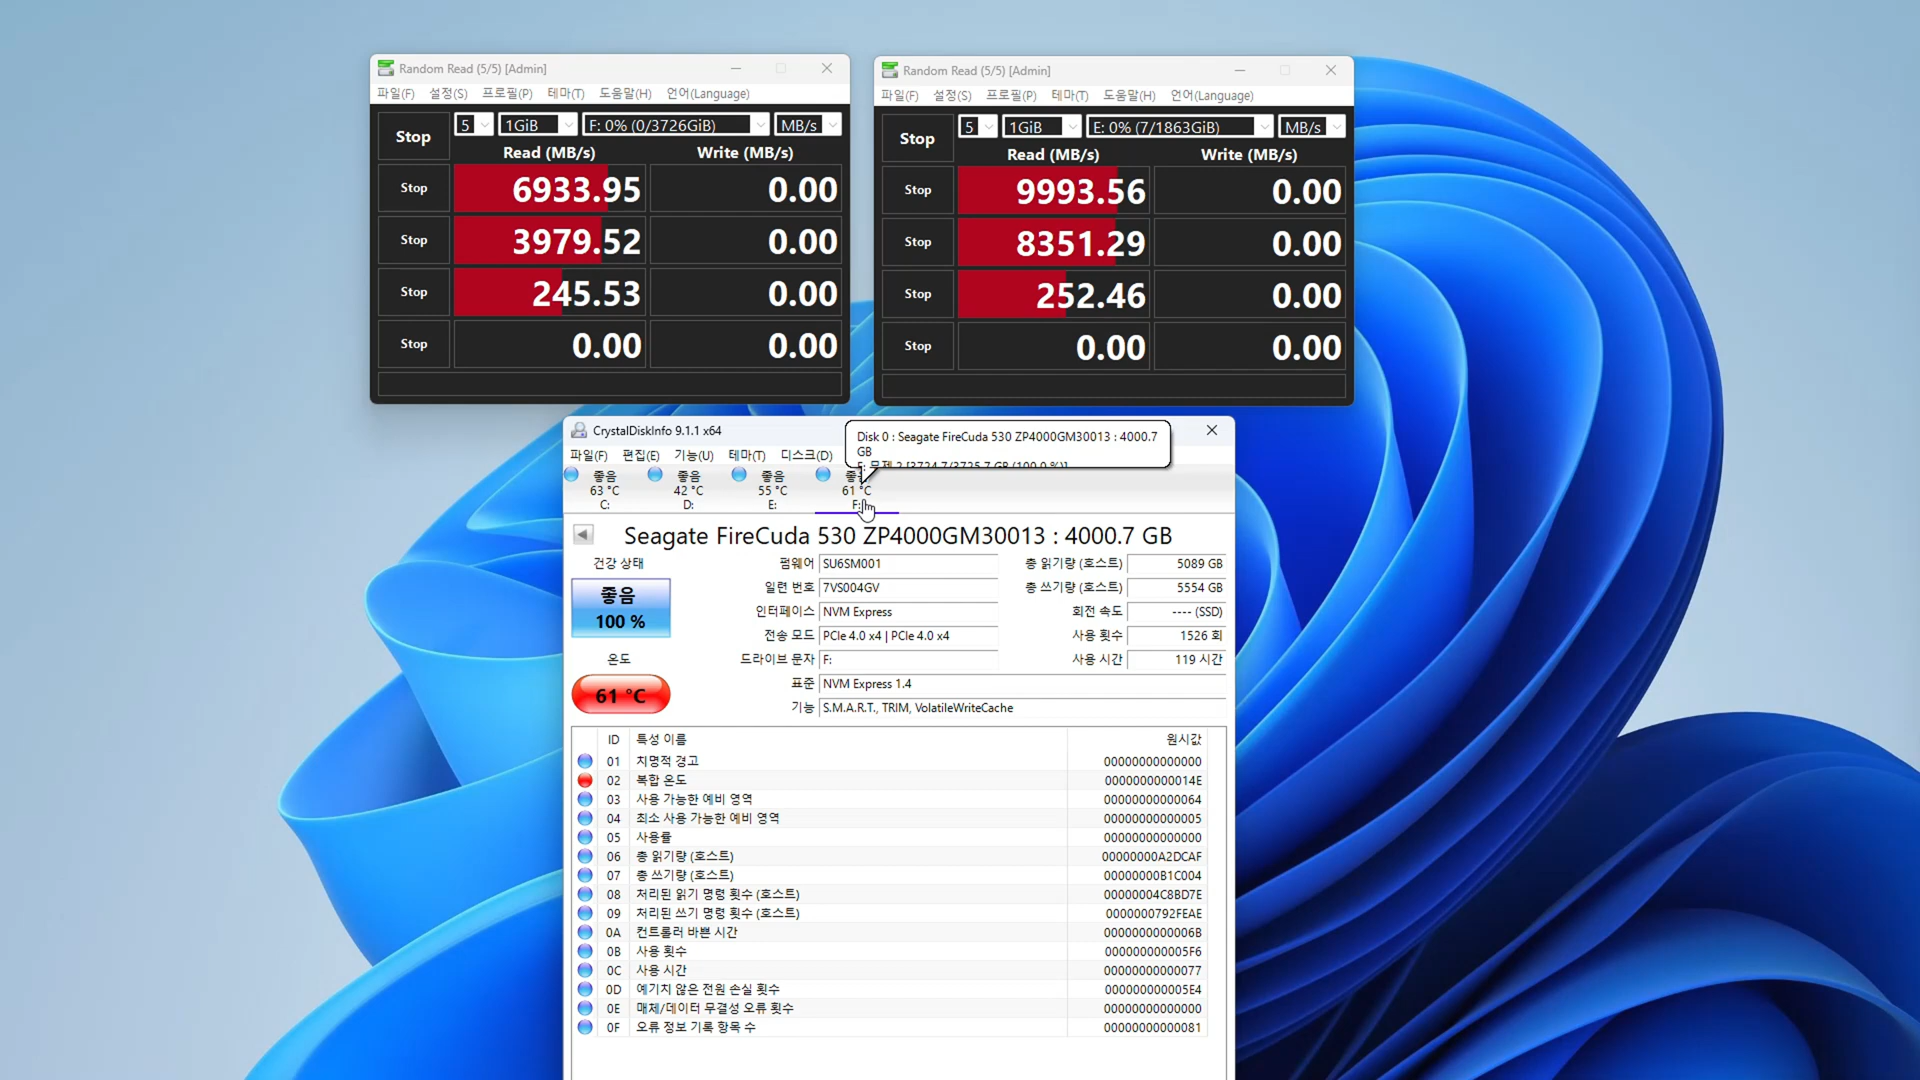 Random Read (5/5) [Admin]
파일(F) 설정(S) 프로필(P) 테마(T) 도움말(H) 언어(Language)
Stop 5 1GiB F: 0% (0/3726GiB) MB/s
Read (MB/s) Write (MB/s)
Stop 6933.95 0.00
Stop 3979.52 0.00
Stop 245.53 0.00
Stop 0.00 0.00
Random Read (5/5) [Admin]
파일(F) 설정(S) 프로필(P) 테마(T) 도움말(H) 언어(Language)
Stop 5 1GiB E: 0% (7/1863GiB) MB/s
Read (MB/s) Write (MB/s)
Stop 9993.56 0.00
Stop 8351.29 0.00
Stop 252.46 0.00
Stop 0.00 0.00
CrystalDiskInfo 9.1.1 x64
Disk 0 : Seagate FireCuda 530 ZP4000GM30013 : 4000.7
GB
파일(F) 편집(E) 기능(U) 테마(T) 디스크(D)
좋음 좋음 좋음
63 °C 42 °C 55 °C 61 °C
C: D: E: F:
Seagate FireCuda 530 ZP4000GM30013 : 4000.7 GB
건강 상태 펌웨어 SU6SM001 총 읽기량 (호스트) 5089 GB
좋음 일련 번호 7VS004GV 총 쓰기량 (호스트) 5554 GB
100 % 인터페이스 NVM Express 회전 속도 ---- (SSD)
전송 모드 PCIe 4.0 x4 | PCIe 4.0 x4 사용 횟수 1526 회
온도 드라이브 문자 F: 사용 시간 119 시간
61 °C 표준 NVM Express 1.4
기능 S.M.A.R.T., TRIM, VolatileWriteCache
ID 특성 이름 원시값
01 치명적 경고 00000000000000
02 복합 온도 0000000000014E
03 사용 가능한 예비 영역 00000000000064
04 최소 사용 가능한 예비 영역 00000000000005
05 사용률 00000000000000
06 총 읽기량 (호스트) 00000000A2DCAF
07 총 쓰기량 (호스트) 00000000B1C004
08 처리된 읽기 명령 횟수 (호스트) 00000004C8BD7E
09 처리된 쓰기 명령 횟수 (호스트) 0000000792FEAE
0A 컨트롤러 바쁜 시간 0000000000006B
0B 사용 횟수 000000000005F6
0C 사용 시간 00000000000077
0D 예기치 않은 전원 손실 횟수 000000000005E4
0E 매체/데이터 무결성 오류 횟수 00000000000000
0F 오류 정보 기록 항목 수 00000000000081